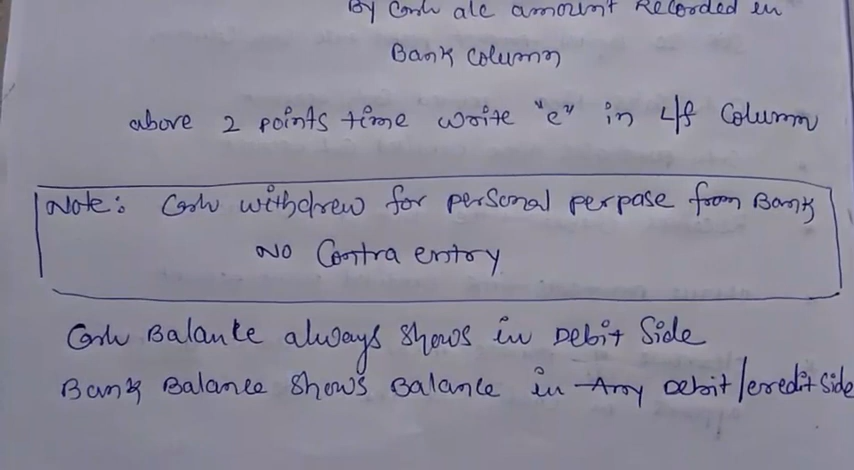 By Cash a/c amount Recorded in
Bank Column
above 2 points time write "c" in L/f Column
Note: Cash withdrew for personal perpase from Bank
No Contra entry
Cash Balance always shows in Debit Side
Bank Balance shows Balance in Any Debit/credit side